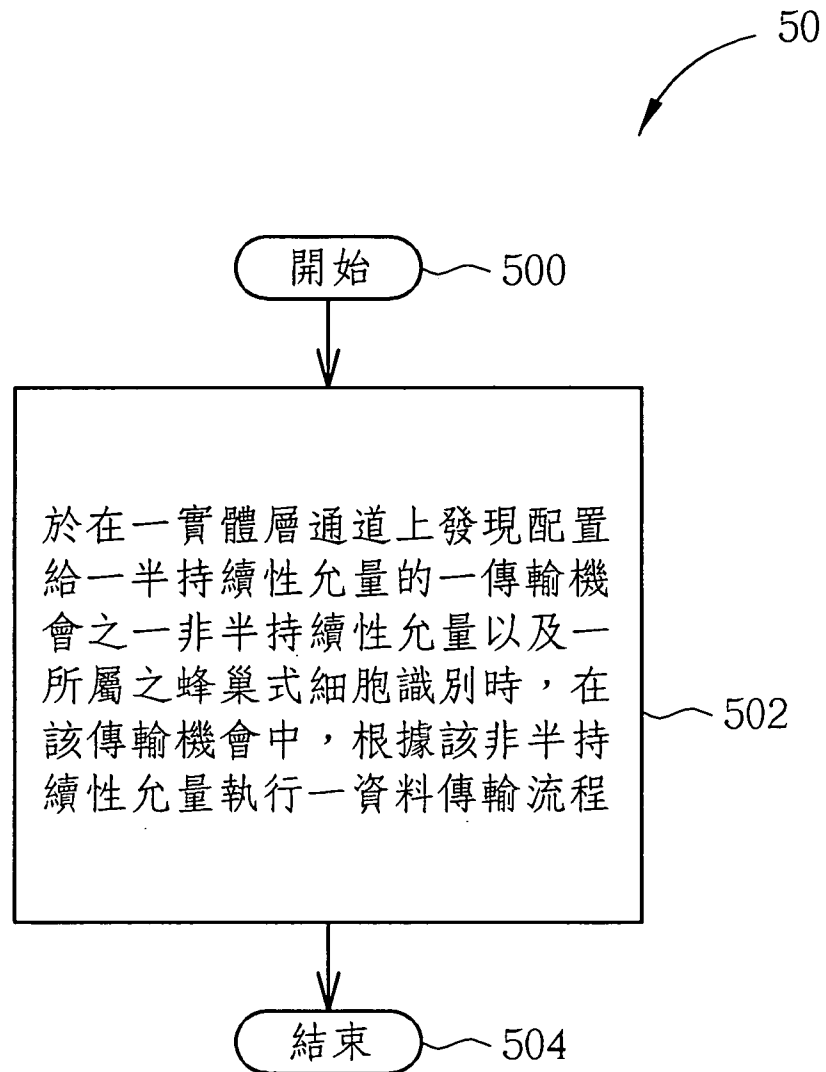 50
開始 500
於在一實體層通道上發現配置
給一半持續性允量的一傳輸機
會之一非半持續性允量以及一
所屬之蜂巢式細胞識別時，在
該傳輸機會中，根據該非半持
續性允量執行一資料傳輸流程
502
結束 504